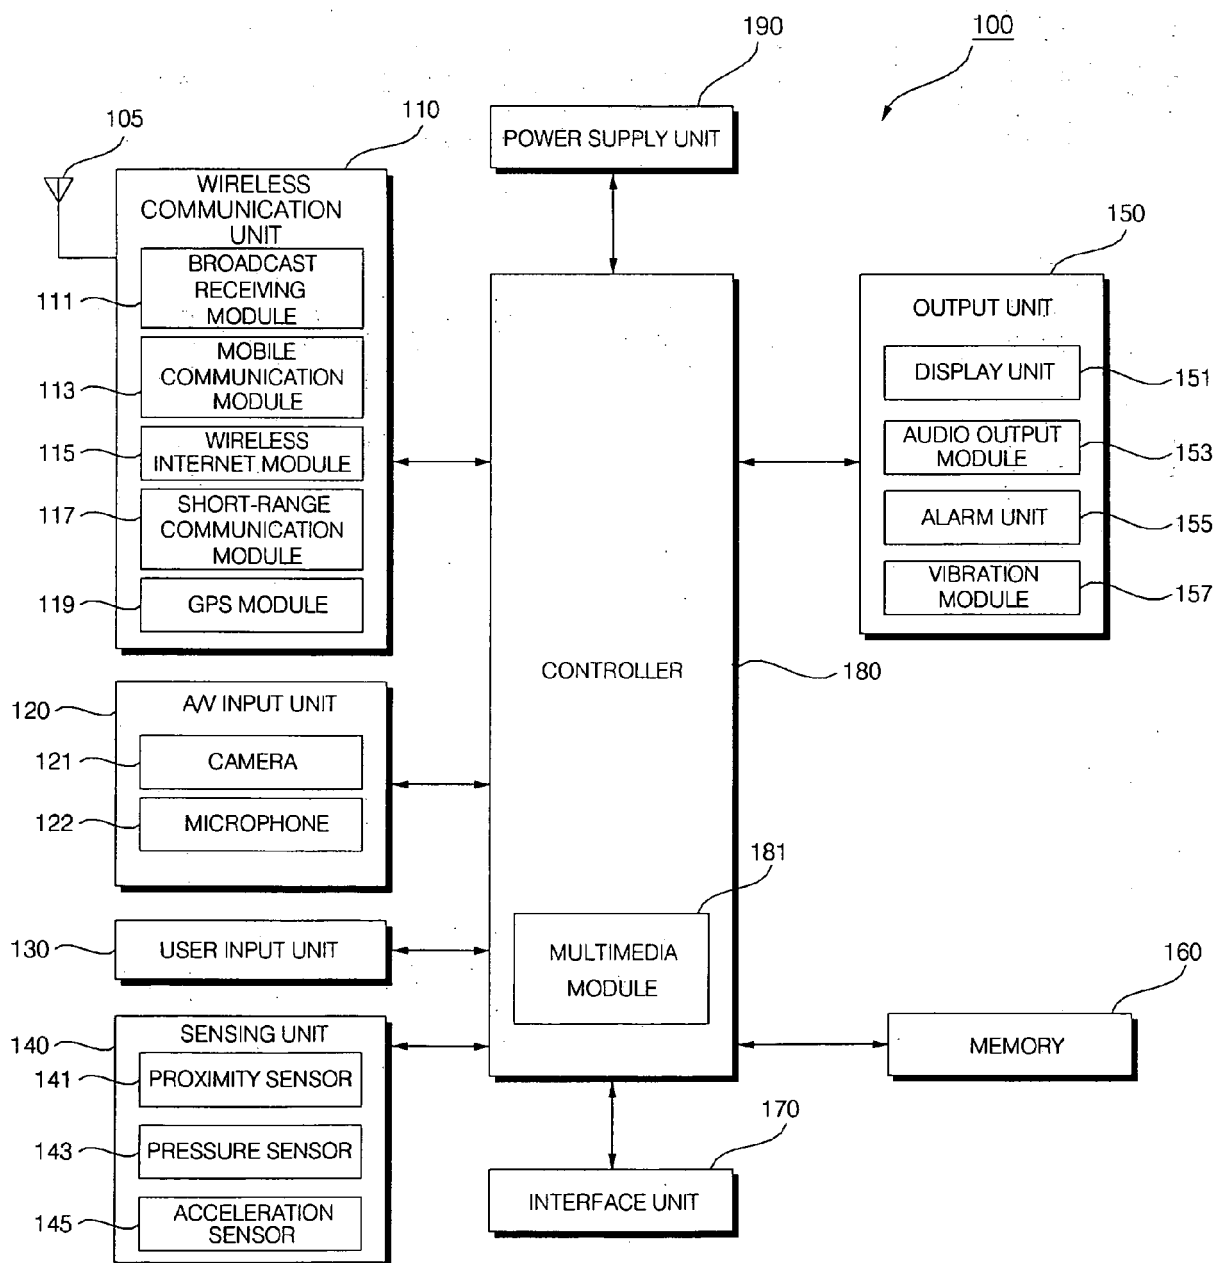 100
190
POWER SUPPLY UNIT
105
110
WIRELESS
COMMUNICATION
UNIT
111
BROADCAST
RECEIVING
MODULE
113
MOBILE
COMMUNICATION
MODULE
115
WIRELESS
INTERNET MODULE
117
SHORT-RANGE
COMMUNICATION
MODULE
119
GPS MODULE
120
A/V INPUT UNIT
121
CAMERA
122
MICROPHONE
130
USER INPUT UNIT
140
SENSING UNIT
141
PROXIMITY SENSOR
143
PRESSURE SENSOR
145
ACCELERATION
SENSOR
CONTROLLER
180
181
MULTIMEDIA
MODULE
150
OUTPUT UNIT
DISPLAY UNIT
151
AUDIO OUTPUT
MODULE
153
ALARM UNIT
155
VIBRATION
MODULE
157
160
MEMORY
170
INTERFACE UNIT